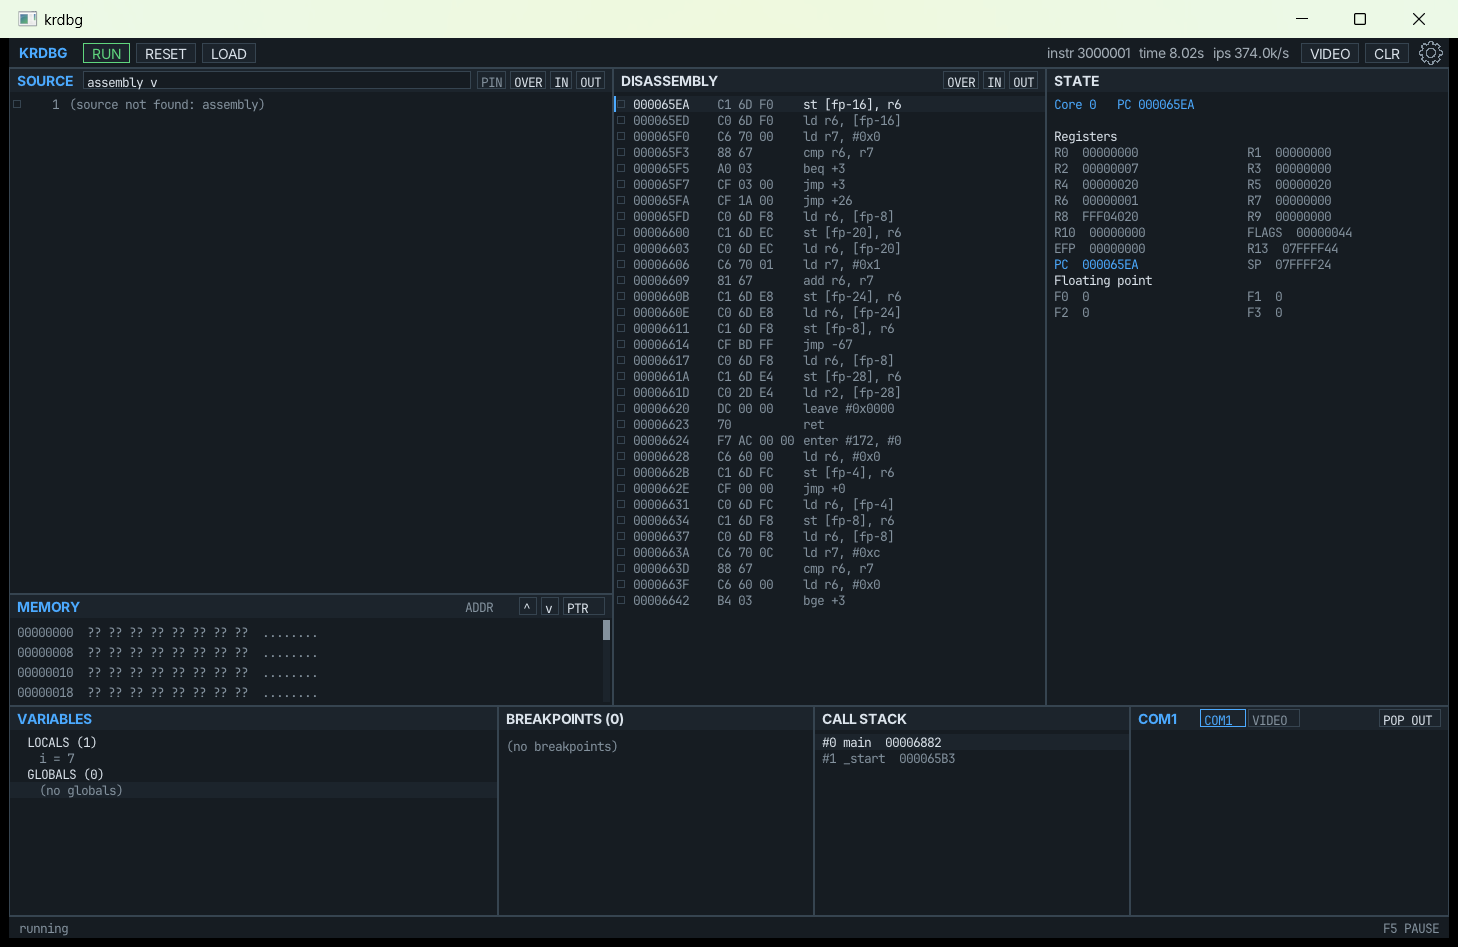 krdbg
KRDBG RUN RESET LOAD instr 3000001 time 8.02s ips 374.0k/s VIDEO CLR
SOURCE assembly v PIN OVER IN OUT
1 (source not found: assembly)
DISASSEMBLY OVER IN OUT
000065EA C1 6D F0 st [fp-16], r6
000065ED C0 6D F0 ld r6, [fp-16]
000065F0 C6 70 00 ld r7, #0x0
000065F3 88 67 cmp r6, r7
000065F5 A0 03 beq +3
000065F7 CF 03 00 jmp +3
000065FA CF 1A 00 jmp +26
000065FD C0 6D F8 ld r6, [fp-8]
00006600 C1 6D EC st [fp-20], r6
00006603 C0 6D EC ld r6, [fp-20]
00006606 C6 70 01 ld r7, #0x1
00006609 81 67 add r6, r7
0000660B C1 6D E8 st [fp-24], r6
0000660E C0 6D E8 ld r6, [fp-24]
00006611 C1 6D F8 st [fp-8], r6
00006614 CF BD FF jmp -67
00006617 C0 6D F8 ld r6, [fp-8]
0000661A C1 6D E4 st [fp-28], r6
0000661D C0 2D E4 ld r2, [fp-28]
00006620 DC 00 00 leave #0x0000
00006623 70 ret
00006624 F7 AC 00 00 enter #172, #0
00006628 C6 60 00 ld r6, #0x0
0000662B C1 6D FC st [fp-4], r6
0000662E CF 00 00 jmp +0
00006631 C0 6D FC ld r6, [fp-4]
00006634 C1 6D F8 st [fp-8], r6
00006637 C0 6D F8 ld r6, [fp-8]
0000663A C6 70 0C ld r7, #0xc
0000663D 88 67 cmp r6, r7
0000663F C6 60 00 ld r6, #0x0
00006642 B4 03 bge +3
STATE
Core 0 PC 000065EA
Registers
R0 00000000 R1 00000000
R2 00000007 R3 00000000
R4 00000020 R5 00000020
R6 00000001 R7 00000000
R8 FFF04020 R9 00000000
R10 00000000 FLAGS 00000044
EFP 00000000 R13 07FFFF44
PC 000065EA SP 07FFFF24
Floating point
F0 0 F1 0
F2 0 F3 0
MEMORY ADDR ^ v PTR
00000000 ?? ?? ?? ?? ?? ?? ?? ?? ........
00000008 ?? ?? ?? ?? ?? ?? ?? ?? ........
00000010 ?? ?? ?? ?? ?? ?? ?? ?? ........
00000018 ?? ?? ?? ?? ?? ?? ?? ?? ........
VARIABLES
LOCALS (1)
i = 7
GLOBALS (0)
(no globals)
BREAKPOINTS (0)
(no breakpoints)
CALL STACK
#0 main 00006882
#1 _start 000065B3
COM1 COM1 VIDEO POP OUT
running F5 PAUSE